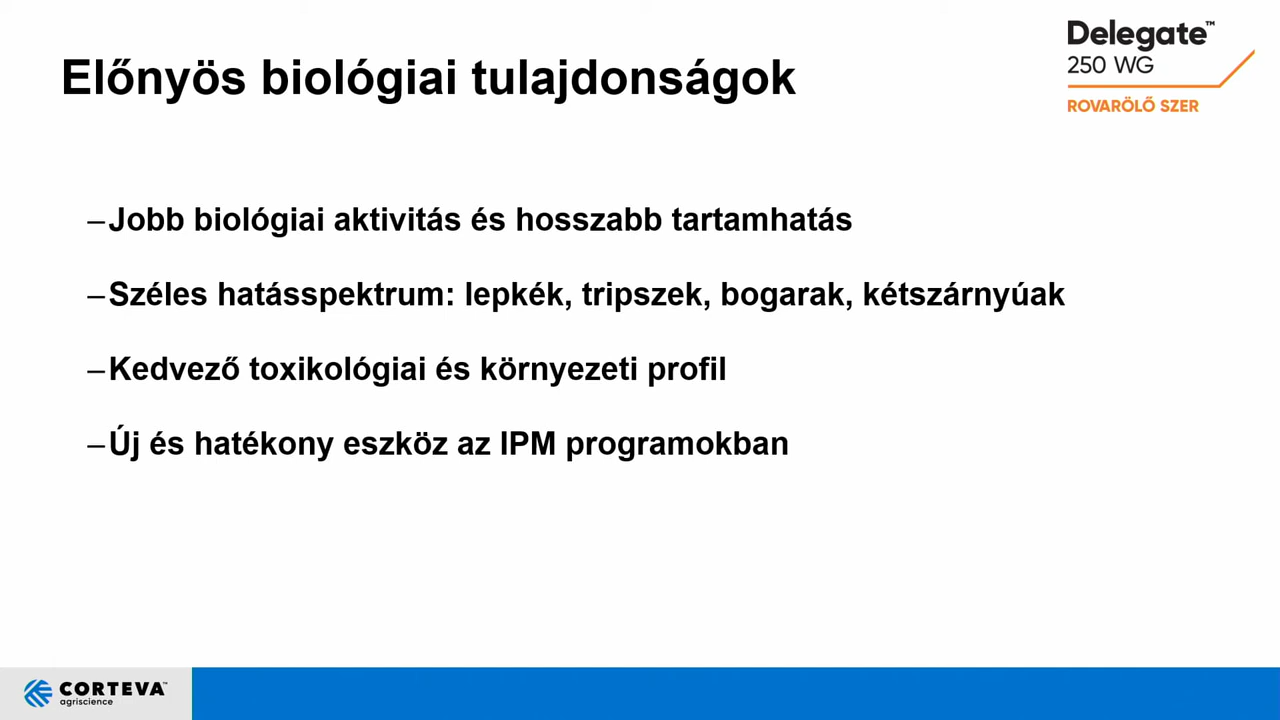 Előnyös biológiai tulajdonságok
Delegate™
250 WG
ROVARÖLŐ SZER
–Jobb biológiai aktivitás és hosszabb tartamhatás
–Széles hatásspektrum: lepkék, tripszek, bogarak, kétszárnyúak
–Kedvező toxikológiai és környezeti profil
–Új és hatékony eszköz az IPM programokban
CORTEVA™
agriscience